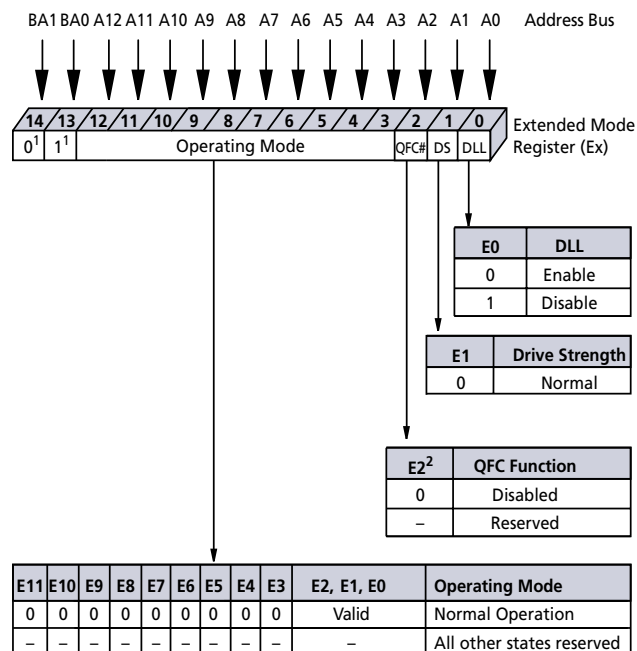 BA1 BA0 A12 A11 A10 A9 A8 A7 A6 A5 A4 A3 A2 A1 A0 Address Bus
14 13 12 11 10 9 8 7 6 5 4 3 2 1 0
0¹ 1¹ Operating Mode QFC# DS DLL
Extended Mode
Register (Ex)
E0 DLL
0 Enable
1 Disable
E1 Drive Strength
0 Normal
E2² QFC Function
0 Disabled
– Reserved
E11 E10 E9 E8 E7 E6 E5 E4 E3 E2, E1, E0 Operating Mode
0 0 0 0 0 0 0 0 0 Valid Normal Operation
– – – – – – – – – – All other states reserved